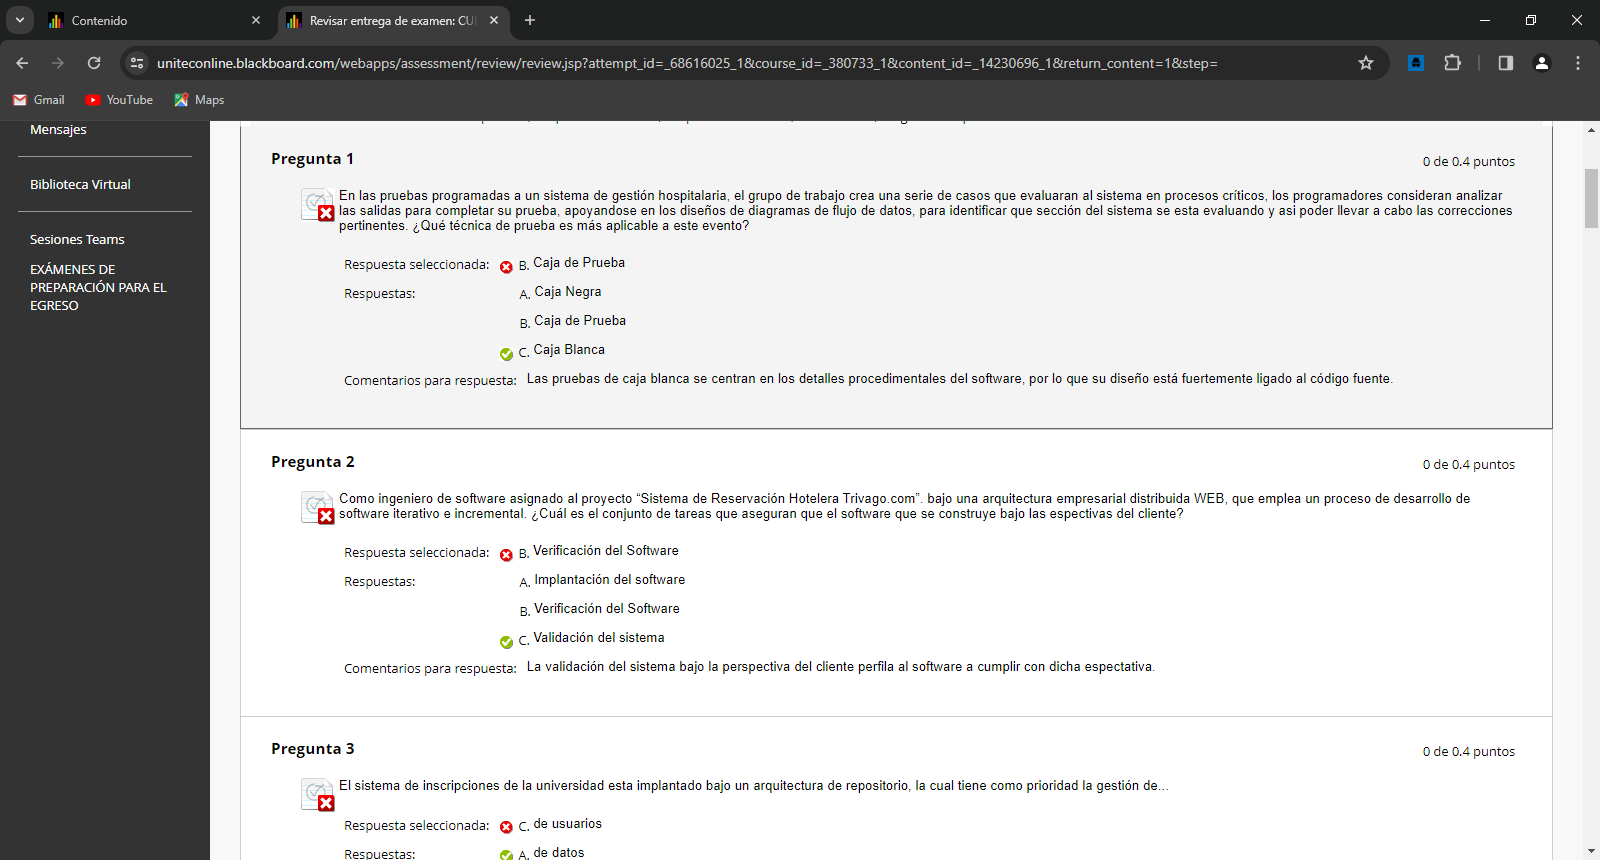 Contenido
Revisar entrega de examen: CU
uniteconline.blackboard.com/webapps/assessment/review/review.jsp?attempt_id=_68616025_1&course_id=_380733_1&content_id=_14230696_1&return_content=1&step=
Gmail
YouTube
Maps
Mensajes
Biblioteca Virtual
Sesiones Teams
EXÁMENES DE
PREPARACIÓN PARA EL
EGRESO
Pregunta 1
0 de 0.4 puntos
En las pruebas programadas a un sistema de gestión hospitalaria, el grupo de trabajo crea una serie de casos que evaluaran al sistema en procesos críticos, los programadores consideran analizar
las salidas para completar su prueba, apoyandose en los diseños de diagramas de flujo de datos, para identificar que sección del sistema se esta evaluando y asi poder llevar a cabo las correcciones
pertinentes. ¿Qué técnica de prueba es más aplicable a este evento?
Respuesta seleccionada: B. Caja de Prueba
Respuestas: A. Caja Negra
B. Caja de Prueba
C. Caja Blanca
Comentarios para respuesta: Las pruebas de caja blanca se centran en los detalles procedimentales del software, por lo que su diseño está fuertemente ligado al código fuente.
Pregunta 2
0 de 0.4 puntos
Como ingeniero de software asignado al proyecto “Sistema de Reservación Hotelera Trivago.com”. bajo una arquitectura empresarial distribuida WEB, que emplea un proceso de desarrollo de
software iterativo e incremental. ¿Cuál es el conjunto de tareas que aseguran que el software que se construye bajo las espectivas del cliente?
Respuesta seleccionada: B. Verificación del Software
Respuestas: A. Implantación del software
B. Verificación del Software
C. Validación del sistema
Comentarios para respuesta: La validación del sistema bajo la perspectiva del cliente perfila al software a cumplir con dicha espectativa.
Pregunta 3
0 de 0.4 puntos
El sistema de inscripciones de la universidad esta implantado bajo un arquitectura de repositorio, la cual tiene como prioridad la gestión de...
Respuesta seleccionada: C. de usuarios
Respuestas: A. de datos